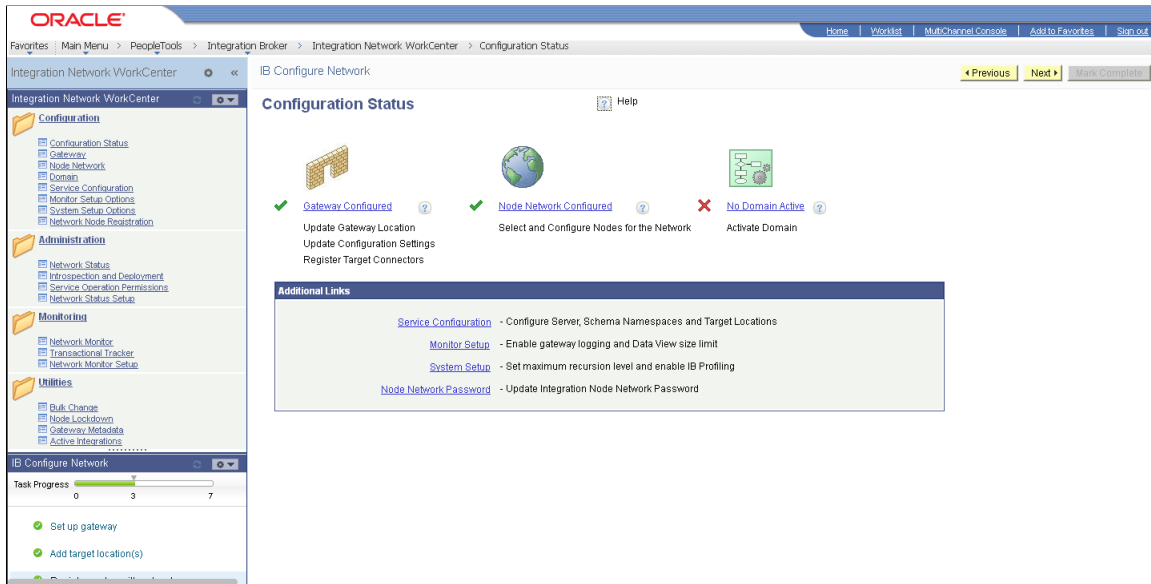 ORACLE'
Home | Worklist | MultiChannel Console | Add to Favorites | Sign out
Favorites | Main Menu > PeopleTools > Integration Broker > Integration Network WorkCenter > Configuration Status
Integration Network WorkCenter
Integration Network WorkCenter
Configuration
Configuration Status
Gateway
Node Network
Domain
Service Configuration
Monitor Setup Options
System Setup Options
Network Node Registration
Administration
Network Status
Introspection and Deployment
Service Operation Permissions
Network Status Setup
Monitoring
Network Monitor
Transactional Tracker
Network Monitor Setup
Utilities
Bulk Change
Node Lockdown
Gateway Metadata
Active Integrations
IB Configure Network
Task Progress
0 3 7
Set up gateway
Add target location(s)
IB Configure Network
Previous Next Mark Complete
Configuration Status
? Help
Gateway Configured ?
Update Gateway Location
Update Configuration Settings
Register Target Connectors
Node Network Configured ?
Select and Configure Nodes for the Network
No Domain Active ?
Activate Domain
Additional Links
Service Configuration - Configure Server, Schema Namespaces and Target Locations
Monitor Setup - Enable gateway logging and Data View size limit
System Setup - Set maximum recursion level and enable IB Profiling
Node Network Password - Update Integration Node Network Password